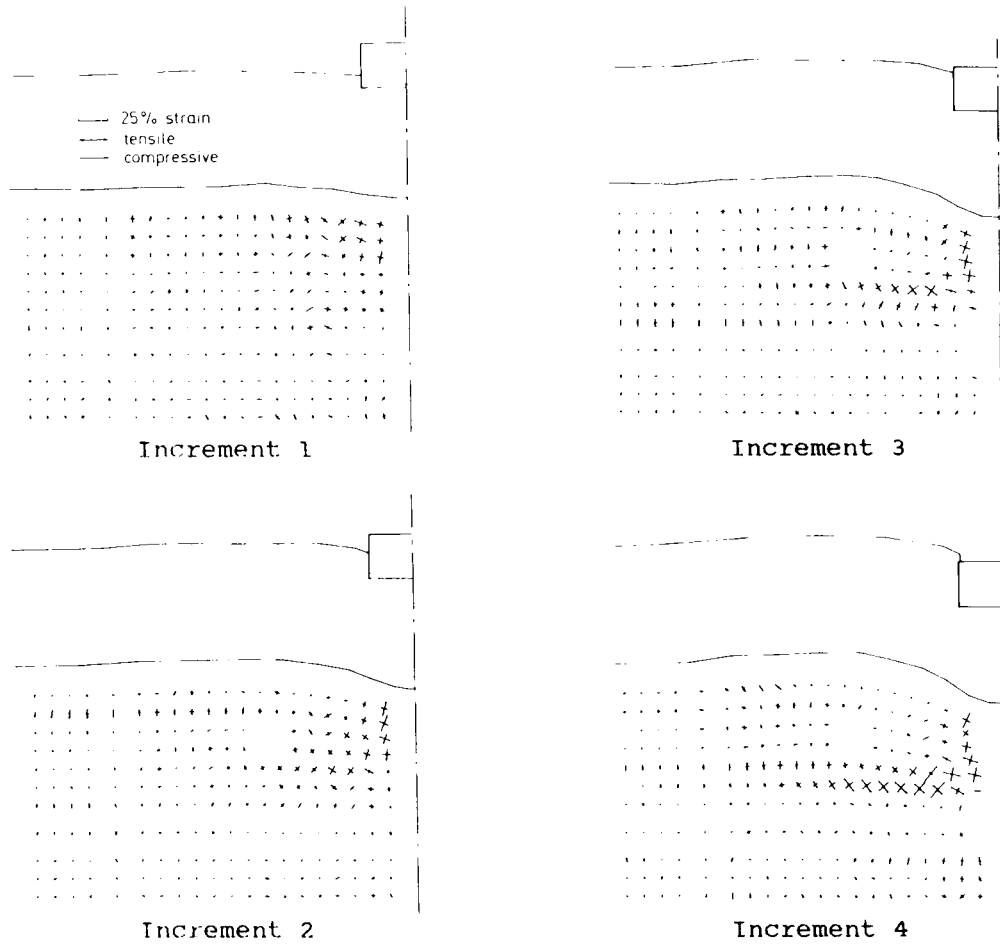 25% strain
tensile
compressive
Increment 1
Increment 3
Increment 2
Increment 4